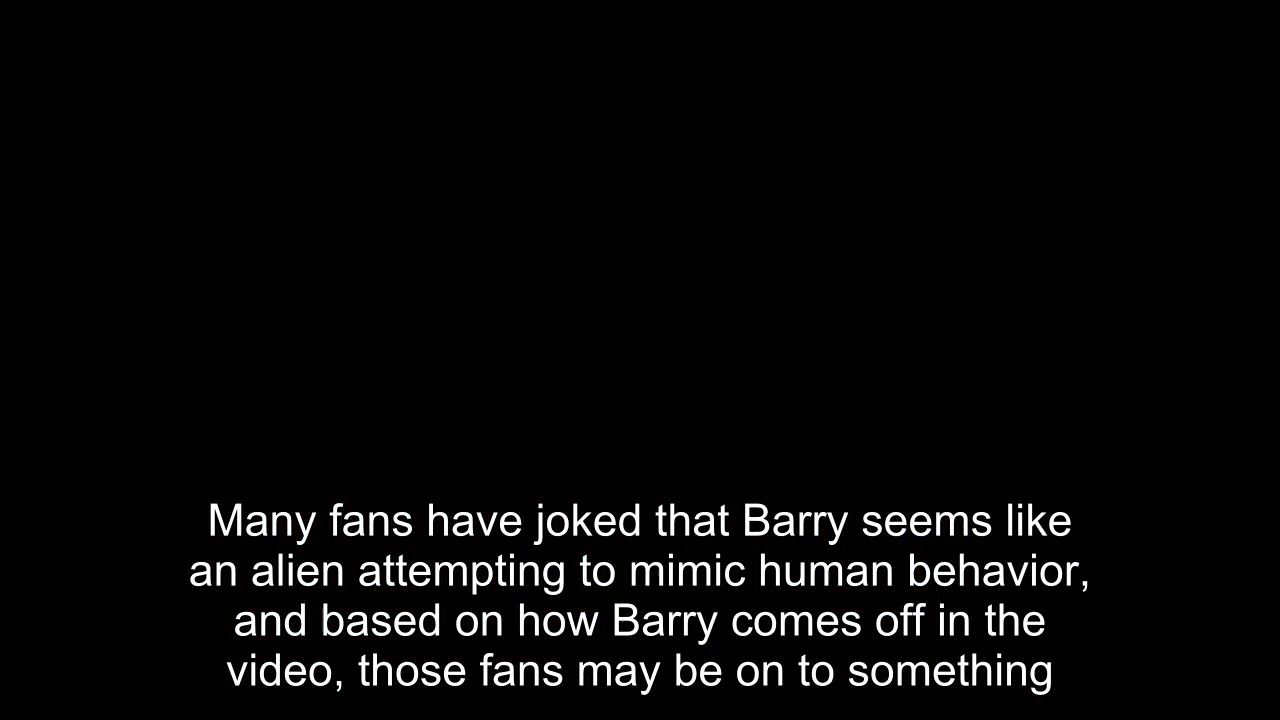 Many fans have joked that Barry seems like
an alien attempting to mimic human behavior,
and based on how Barry comes off in the
video, those fans may be on to something